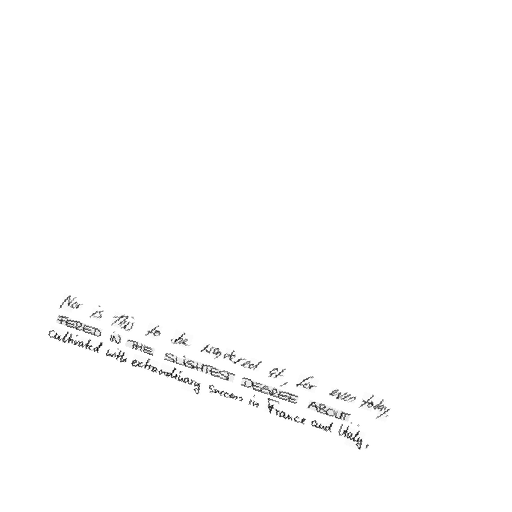 Nor is this to be wondered at, for even today,
TERED IN THE SLIGHTEST DEGREE ABOUT
cultivated with extraordinary success in France and Italy.